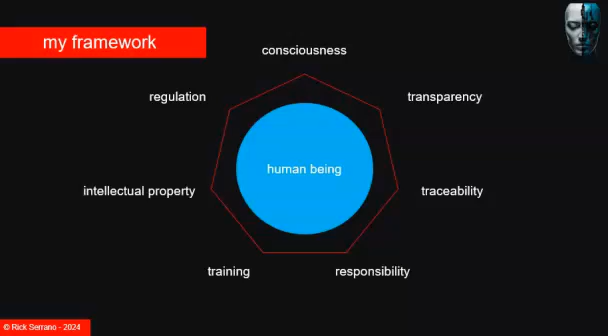 my framework
consciousness
regulation
transparency
human being
intellectual property
traceability
training
responsibility
© Rick Serrano - 2024